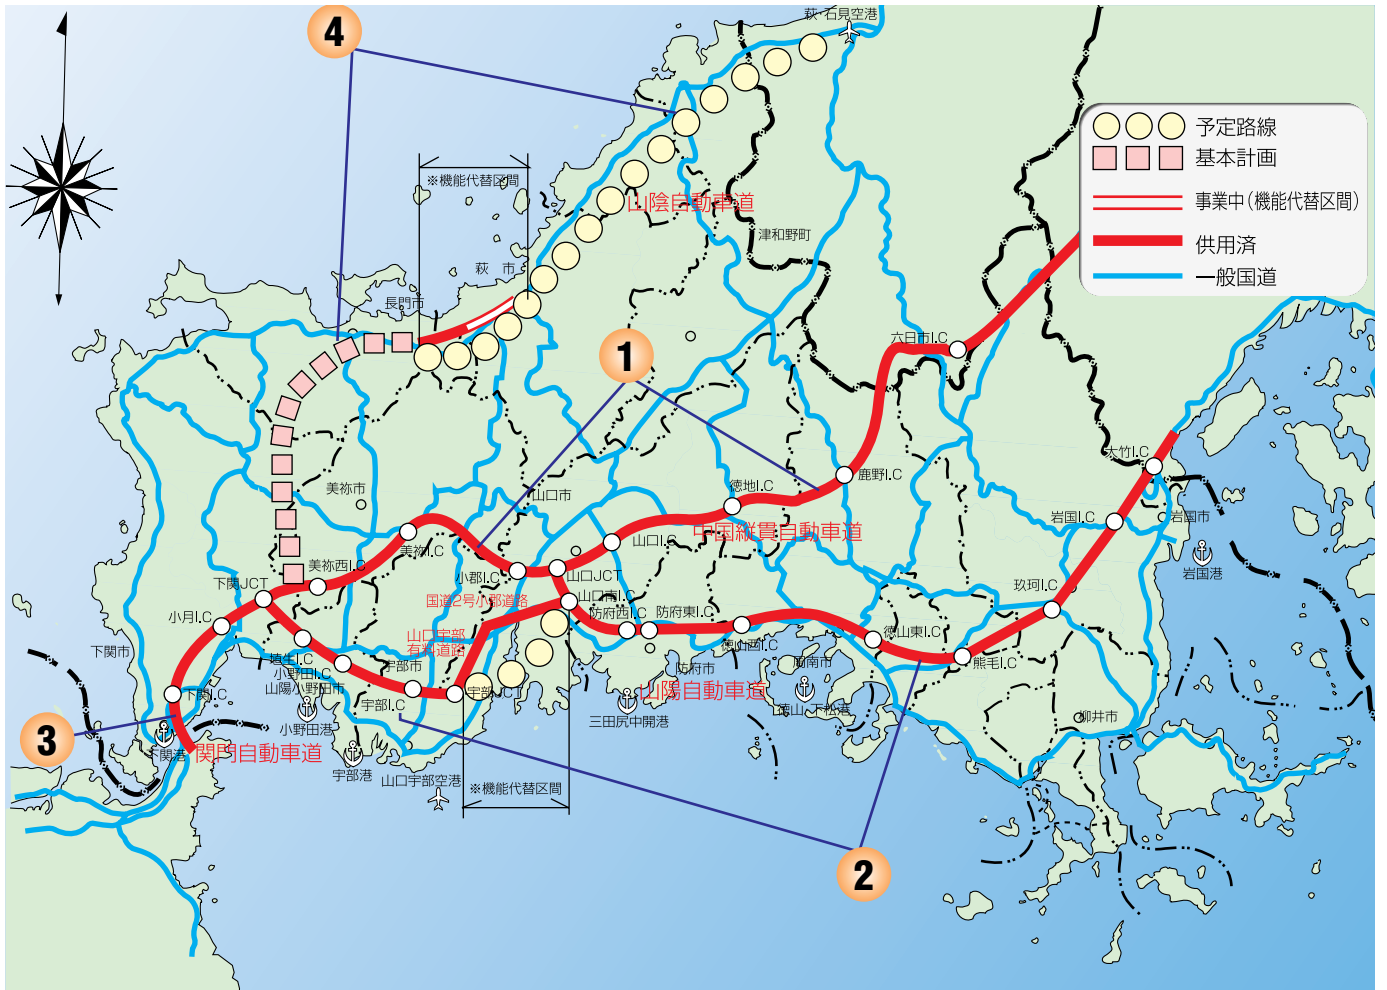 4
萩・石見空港
予定路線
基本計画
事業中(機能代替区間)
供用済
一般国道
※機能代替区間
山陰自動車道
津和野町
萩市
長門市
六日市I.C
1
大竹I.C
鹿野I.C
徳地I.C
美祢市
山口市
中国縦貫自動車道
岩国I.C
岩国市
山口I.C
美祢I.C
岩国港
美祢西I.C
小郡I.C
山口JCT
玖珂I.C
下関JCT
国道2号小郡道路
山口南I.C
小月I.C
防府西I.C
防府東I.C
山口宇部
有料道路
徳山東I.C
徳山西I.C
下関市
埴生I.C
小野田I.C
宇部市
防府市
周南市
熊毛I.C
山陽小野田市
下関I.C
宇部I.C
宇部JCT
山陽自動車道
徳山・下松港
柳井市
小野田港
三田尻中開港
3
下関港
関門自動車道
宇部港
山口宇部空港
※機能代替区間
2